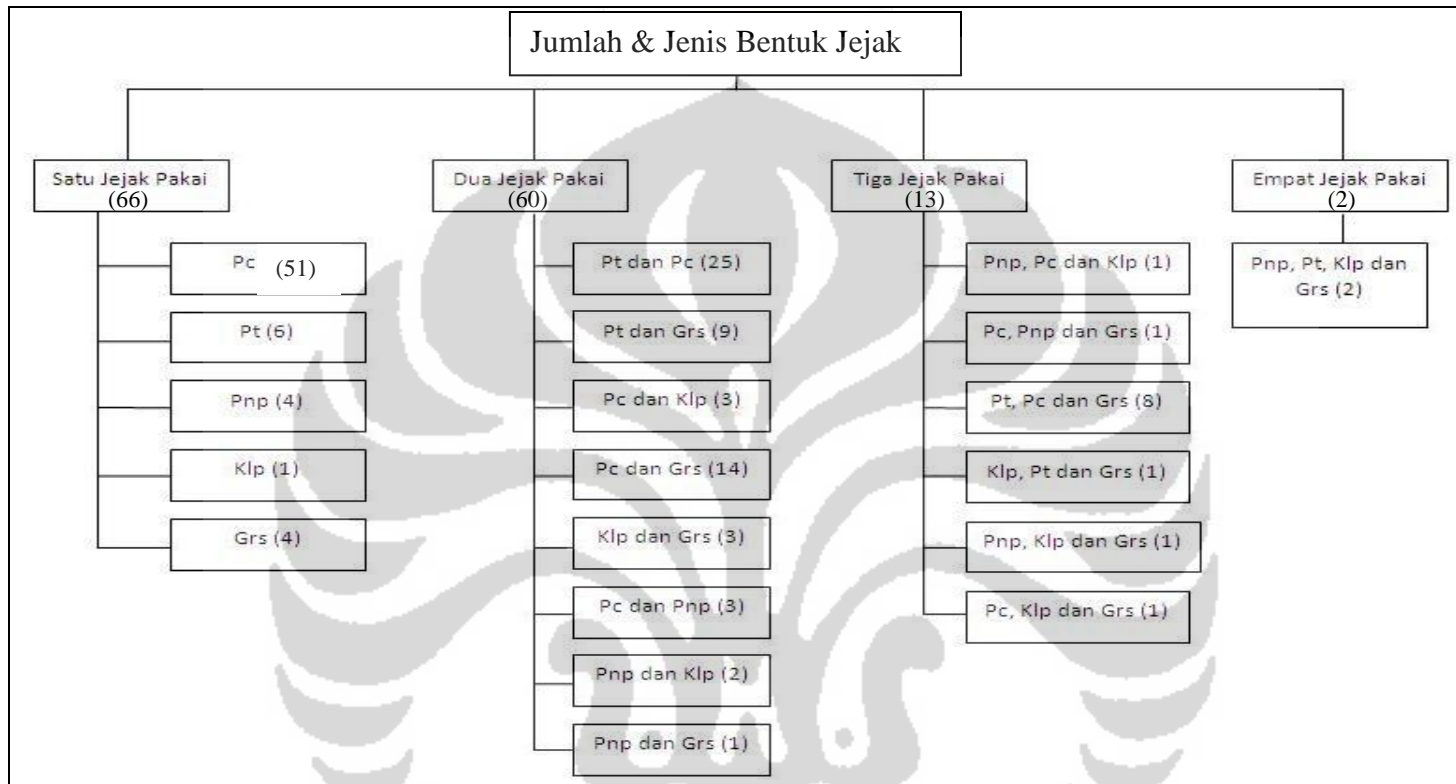 Jumlah & Jenis Bentuk Jejak
Satu Jejak Pakai
(66)
Pc (51)
Pt (6)
Pnp (4)
Klp (1)
Grs (4)
Dua Jejak Pakai
(60)
Pt dan Pc (25)
Pt dan Grs (9)
Pc dan Klp (3)
Pc dan Grs (14)
Klp dan Grs (3)
Pc dan Pnp (3)
Pnp dan Klp (2)
Pnp dan Grs (1)
Tiga Jejak Pakai
(13)
Pnp, Pc dan Klp (1)
Pc, Pnp dan Grs (1)
Pt, Pc dan Grs (8)
Klp, Pt dan Grs (1)
Pnp, Klp dan Grs (1)
Pc, Klp dan Grs (1)
Empat Jejak Pakai
(2)
Pnp, Pt, Klp dan
Grs (2)